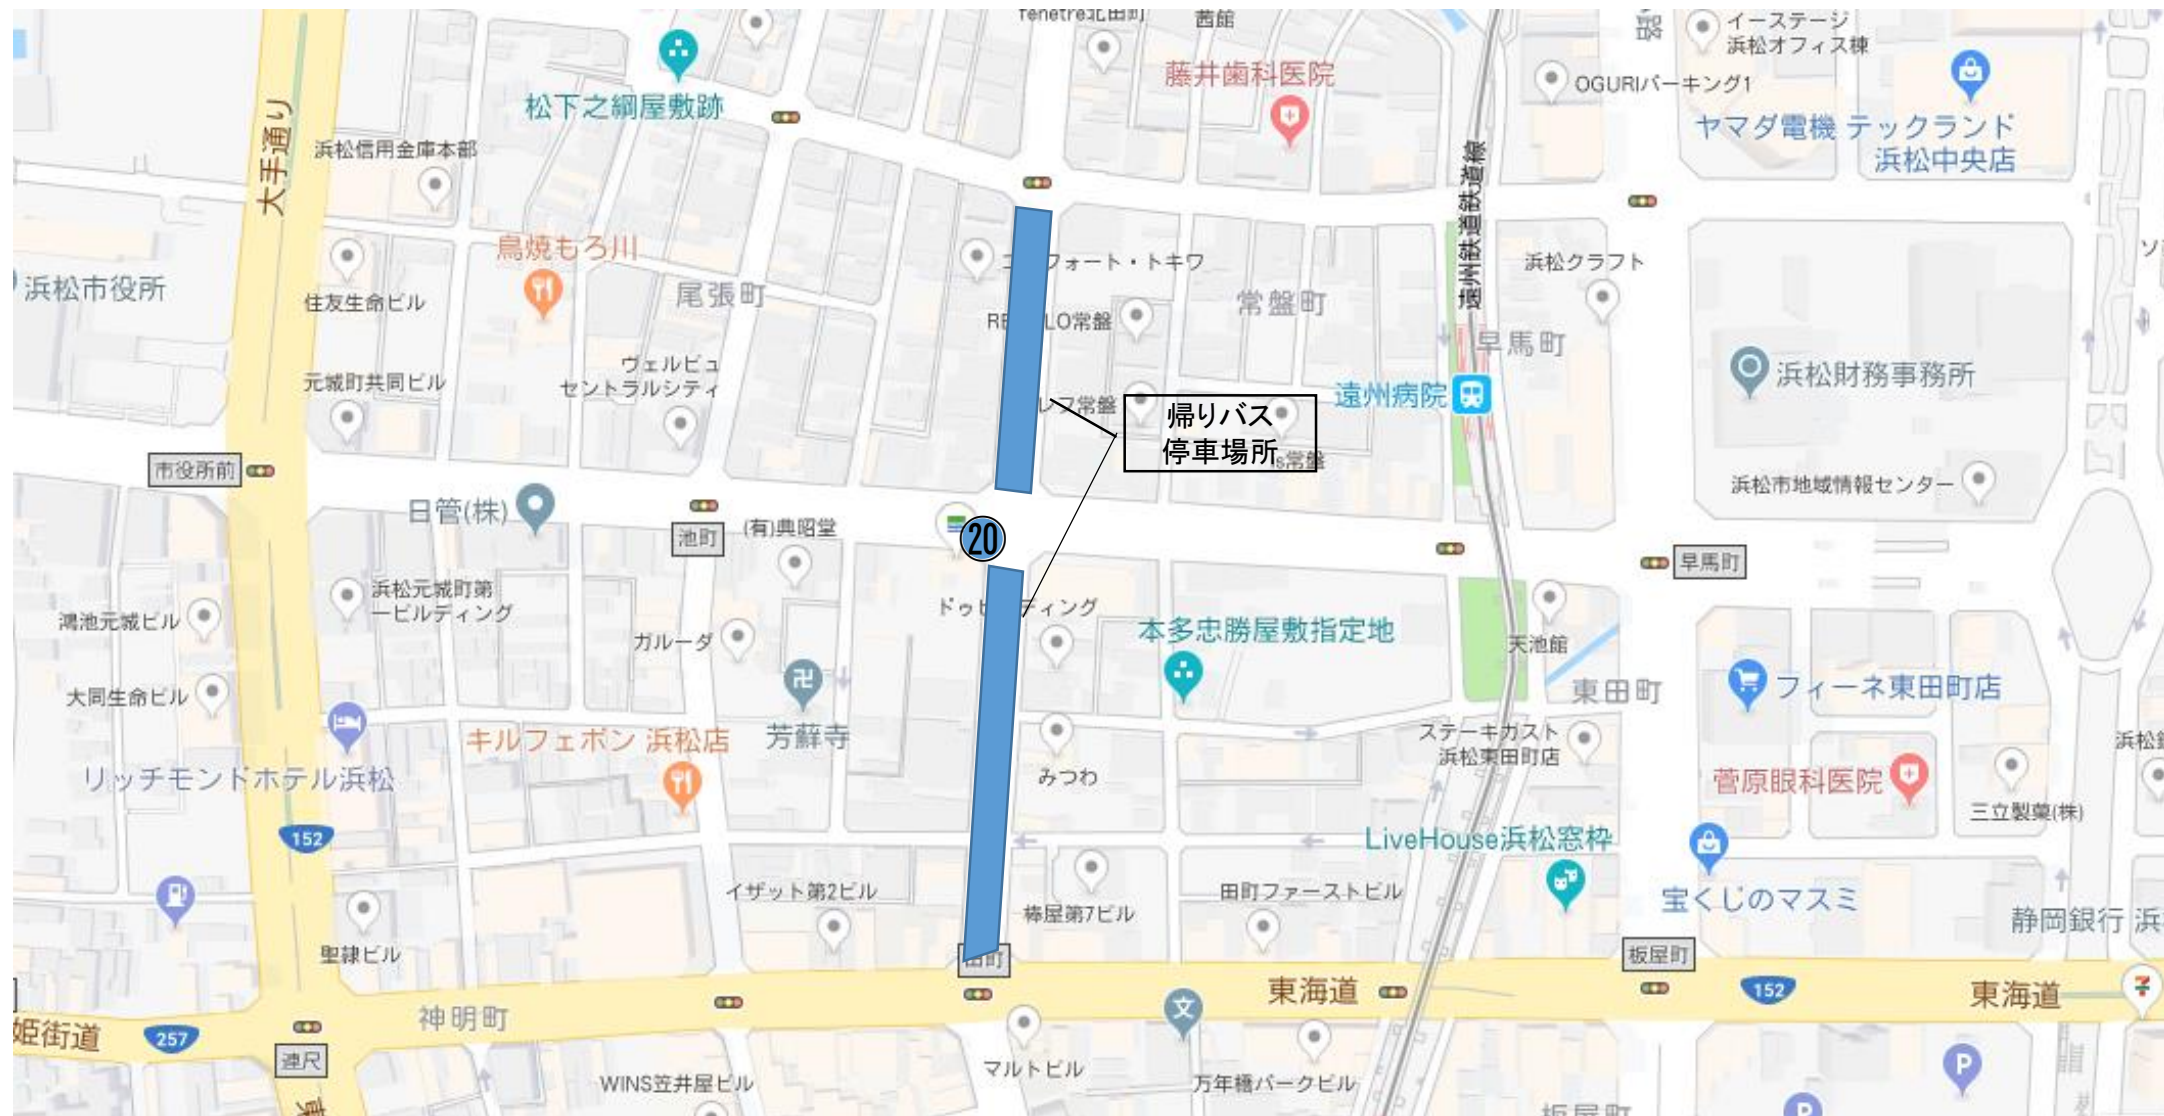 茜館
イーステージ
浜松オフィス棟
藤井歯科医院
OGURIパーキング1
松下之綱屋敷跡
大手通り
浜松信用金庫本部
ヤマダ電機 テックランド
浜松中央店
遠州鉄道鉄道線
鳥焼もろ川
浜松市役所
住友生命ビル
尾張町
フォート・トキワ
常盤町
浜松クラフト
LO常盤
早馬町
ヴェルビュ
セントラルシティ
元城町共同ビル
遠州病院
浜松財務事務所
レフ常盤
帰りバス
停車場所
s常盤
市役所前
浜松市地域情報センター
日管(株)
池町
(有)典昭堂
⑳
早馬町
浜松元城町第
一ビルディング
鴻池元城ビル
ガルーダ
ティング
本多忠勝屋敷指定地
天池館
大同生命ビル
東田町
フィーネ東田町店
キルフェボン 浜松店
芳蘚寺
ステーキガスト
浜松東田町店
リッチモンドホテル浜松
みつわ
菅原眼科医院
三立製菓(株)
152
LiveHouse浜松窓枠
イザット第2ビル
棒屋第7ビル
田町ファーストビル
宝くじのマスミ
静岡銀行 浜
聖隷ビル
田町
板屋町
東海道
152
東海道
神明町
姫街道
257
連尺
文
マルトビル
万年橋パークビル
WINS笠井屋ビル
P
P
板屋町